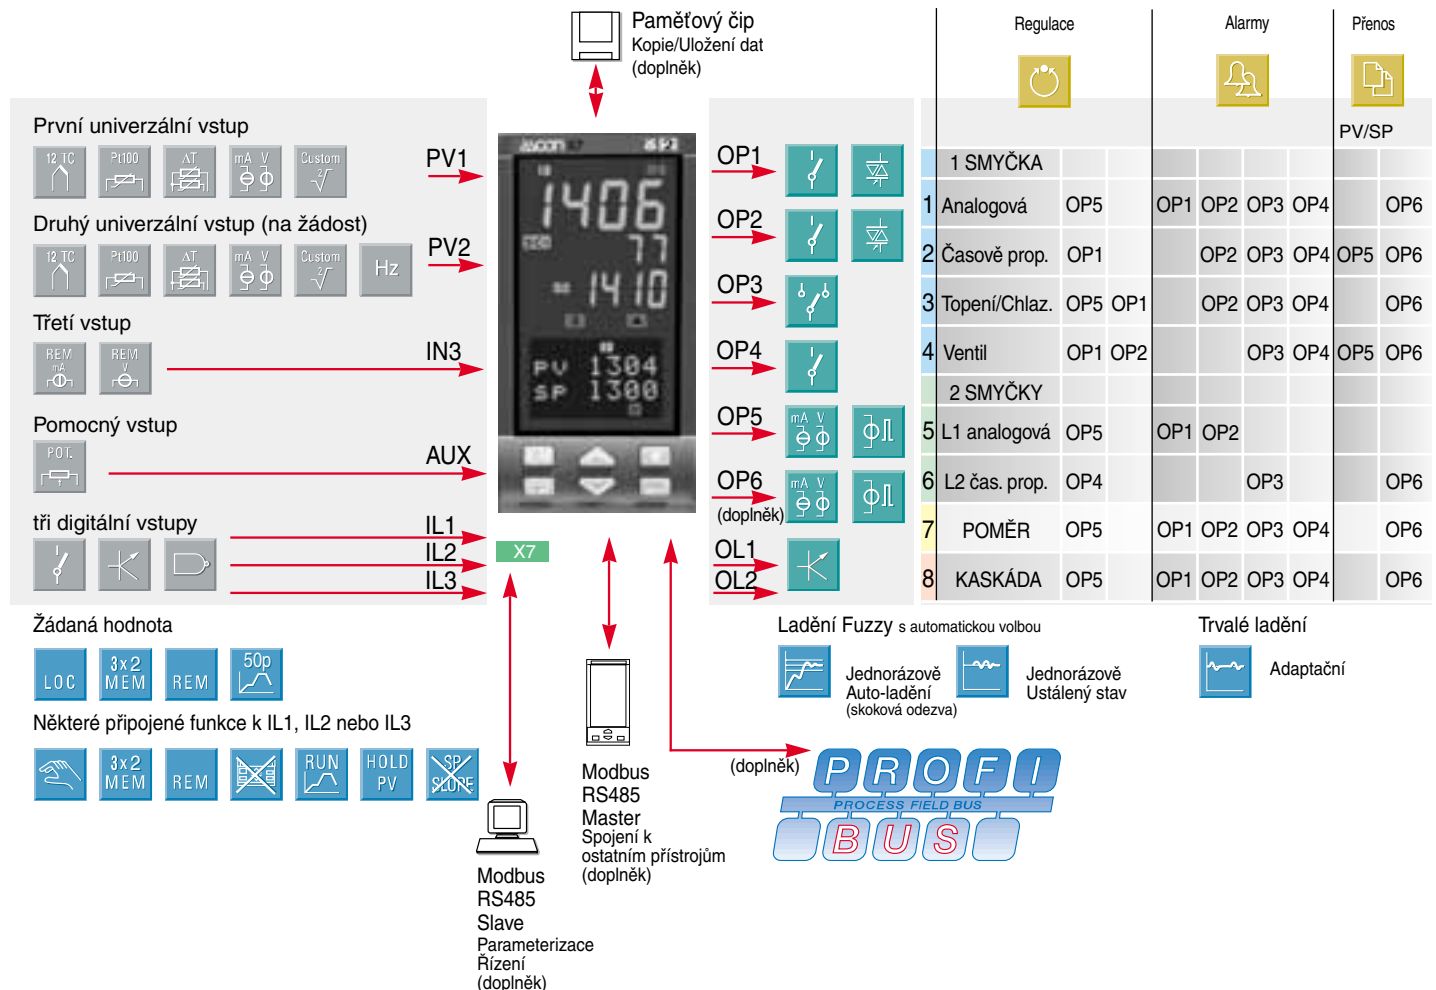 Paměťový čip
Kopie/Uložení dat
(doplněk)
Regulace
Alarmy
Přenos
PV/SP
První univerzální vstup
12 TC
Pt100
ΔT
mA V
Custom
PV1
Druhý univerzální vstup (na žádost)
12 TC
Pt100
ΔT
mA V
Custom
Hz
PV2
Třetí vstup
REM
mA
REM
V
IN3
Pomocný vstup
POT.
AUX
tři digitální vstupy
IL1
IL2
IL3
1406
77
1410
PV 1304
SP 1300
X7
OP1
OP2
OP3
OP4
OP5
mA V
OP6
(doplněk)
mA V
OL1
OL2
1 SMYČKA
1 Analogová OP5 OP1 OP2 OP3 OP4 OP6
2 Časově prop. OP1 OP2 OP3 OP4 OP5 OP6
3 Topení/Chlaz. OP5 OP1 OP2 OP3 OP4 OP6
4 Ventil OP1 OP2 OP3 OP4 OP5 OP6
2 SMYČKY
5 L1 analogová OP5 OP1 OP2
6 L2 čas. prop. OP4 OP3 OP6
7 POMĚR OP5 OP1 OP2 OP3 OP4 OP6
8 KASKÁDA OP5 OP1 OP2 OP3 OP4 OP6
Žádaná hodnota
LOC
3x2
MEM
REM
50p
Některé připojené funkce k IL1, IL2 nebo IL3
3x2
MEM
REM
RUN
HOLD
PV
SP
SLOPE
Modbus
RS485
Slave
Parameterizace
Řízení
(doplněk)
Modbus
RS485
Master
Spojení k
ostatním přístrojům
(doplněk)
Ladění Fuzzy s automatickou volbou
Jednorázově
Auto-ladění
(skoková odezva)
Jednorázově
Ustálený stav
Trvalé ladění
Adaptační
(doplněk)
PROFI
PROCESS FIELD BUS
BUS